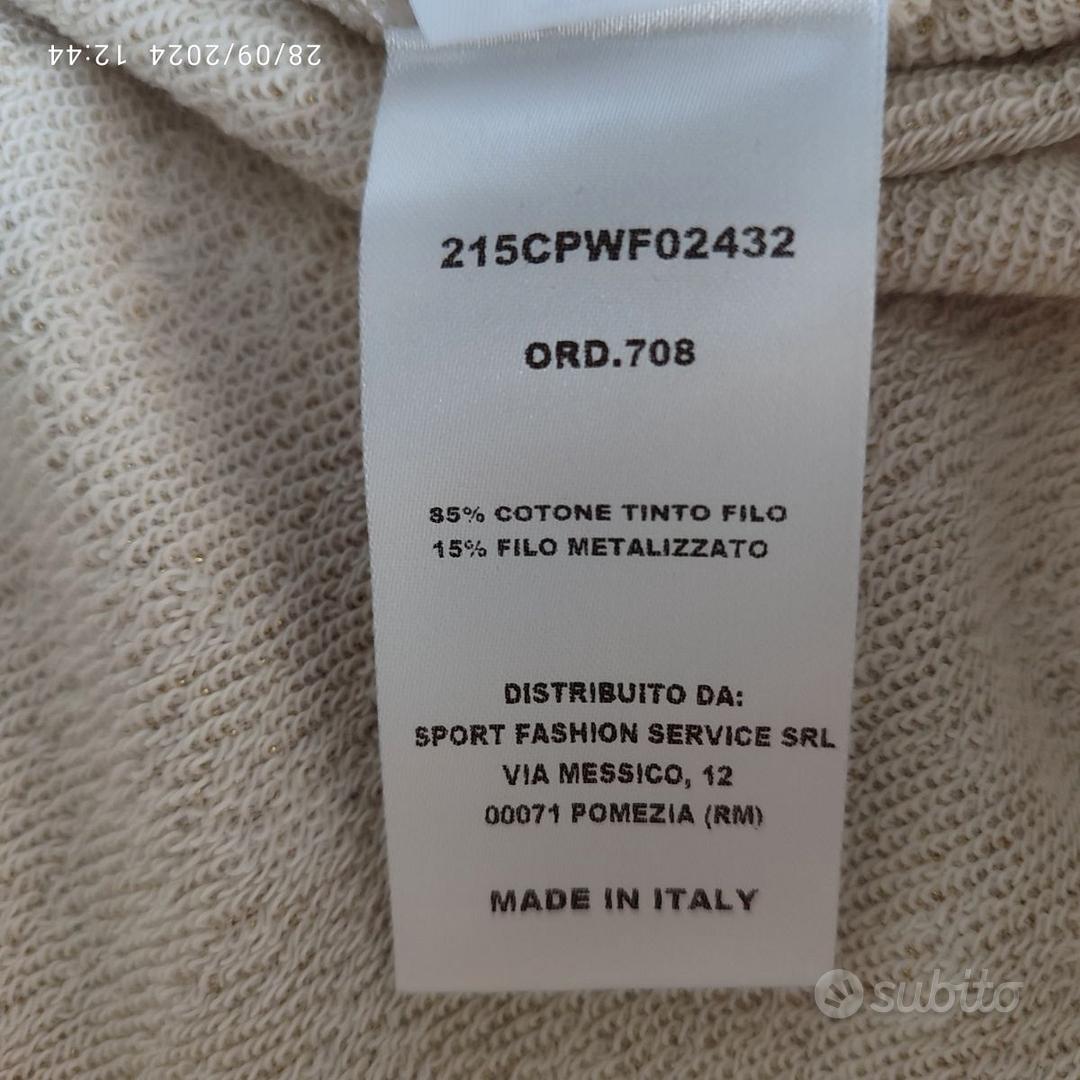 28/09/2024 12:44
215CPWF02432
ORD.708
85% COTONE TINTO FILO
15% FILO METALIZZATO
DISTRIBUITO DA:
SPORT FASHION SERVICE SRL
VIA MESSICO, 12
00071 POMEZIA (RM)
MADE IN ITALY
subito